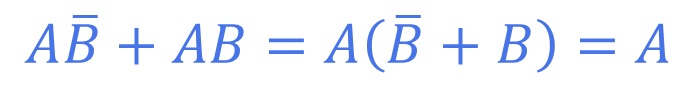 AB̅ + AB = A(B̅ + B) = A